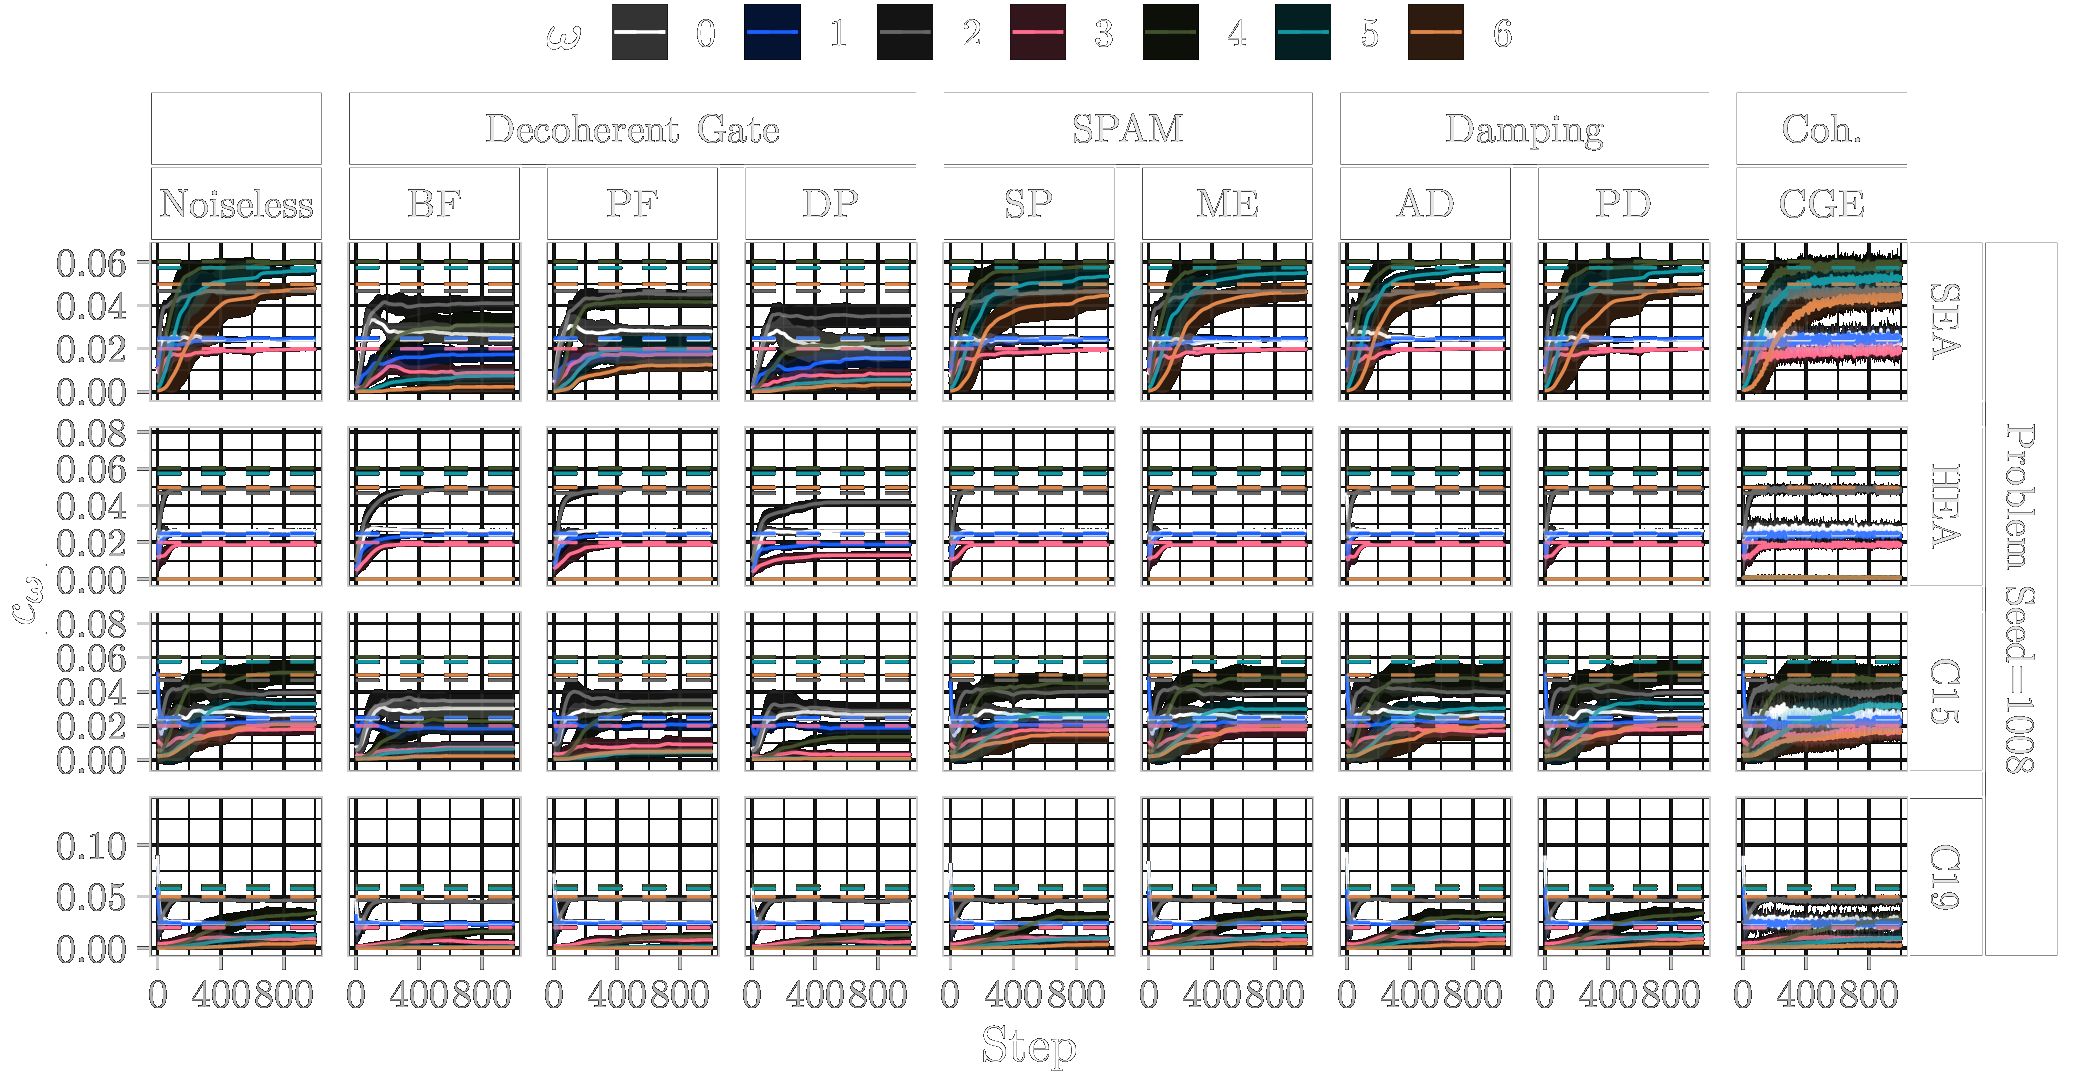 ω 0 1 2 3 4 5 6
Decoherent Gate SPAM Damping Coh.
Noiseless BF PF DP SP ME AD PD CGE
0.06
0.04
0.02
0.00
SEA
0.08
0.06
0.04
0.02
0.00
HEA
0.08
0.06
0.04
0.02
0.00
C15
0.10
0.05
0.00
C19
Problem Seed=1008
c_ω
0 400 800 0 400 800 0 400 800 0 400 800 0 400 800 0 400 800 0 400 800 0 400 800 0 400 800
Step